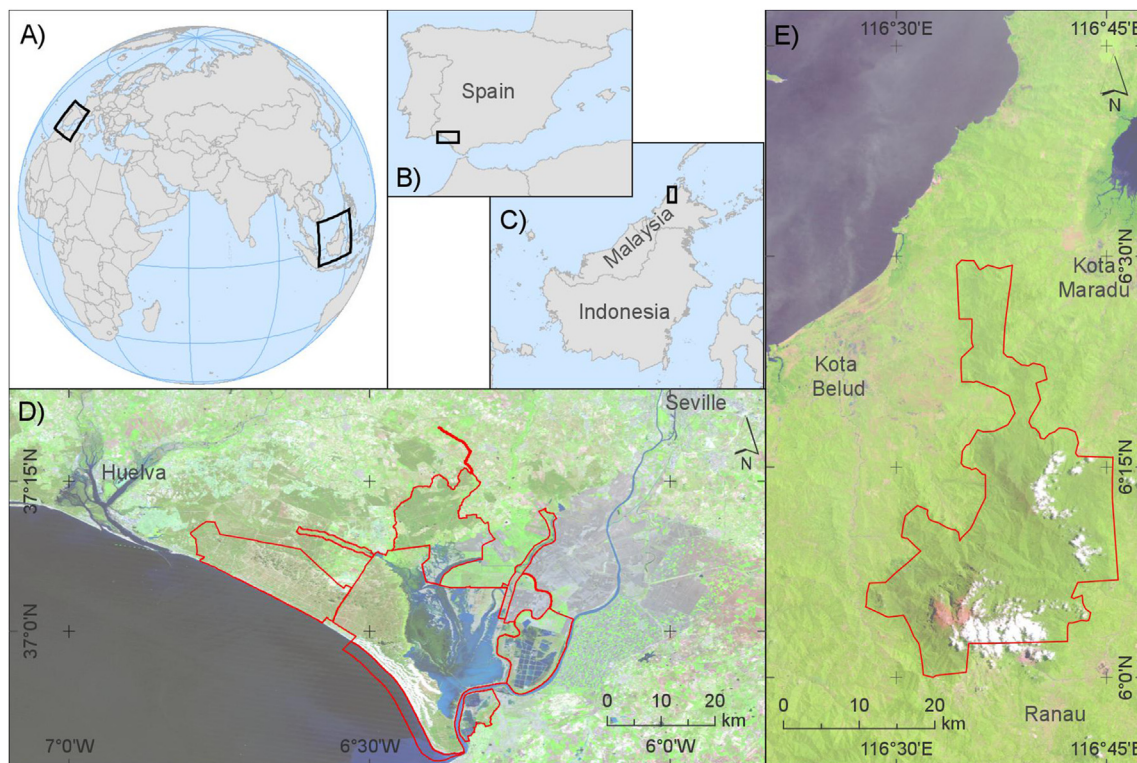 A)
B)
Spain
C)
Malaysia
Indonesia
D)
Huelva
Seville
N
37°15'N
37°0'N
7°0'W
6°30'W
6°0'W
0 10 20
km
E)
116°30'E
116°45'E
N
Kota
Maradu
Kota
Belud
Ranau
6°30'N
6°15'N
6°0'N
0 10 20
km
116°30'E
116°45'E